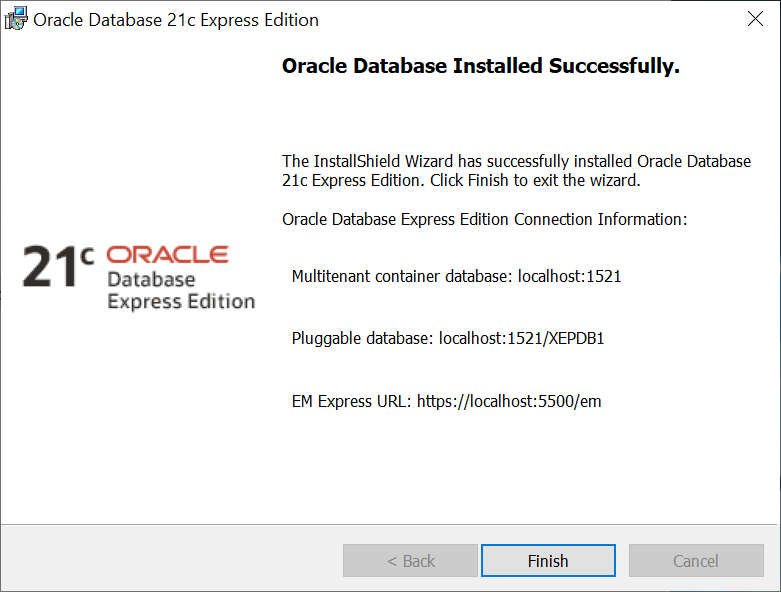 Oracle Database 21c Express Edition
Oracle Database Installed Successfully.
The InstallShield Wizard has successfully installed Oracle Database
21c Express Edition. Click Finish to exit the wizard.
Oracle Database Express Edition Connection Information:
21c ORACLE
Database
Express Edition
Multitenant container database: localhost:1521
Pluggable database: localhost:1521/XEPDB1
EM Express URL: https://localhost:5500/em
< Back Finish Cancel